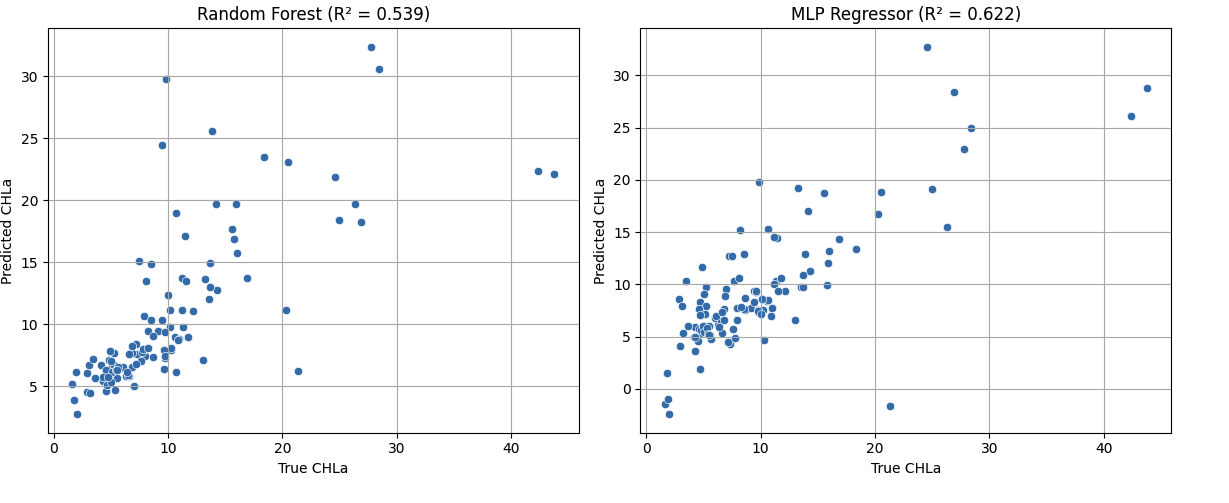 Random Forest (R² = 0.539)
Predicted CHLa
30
25
20
15
10
5
0 10 20 30 40
True CHLa
MLP Regressor (R² = 0.622)
Predicted CHLa
30
25
20
15
10
5
0
0 10 20 30 40
True CHLa